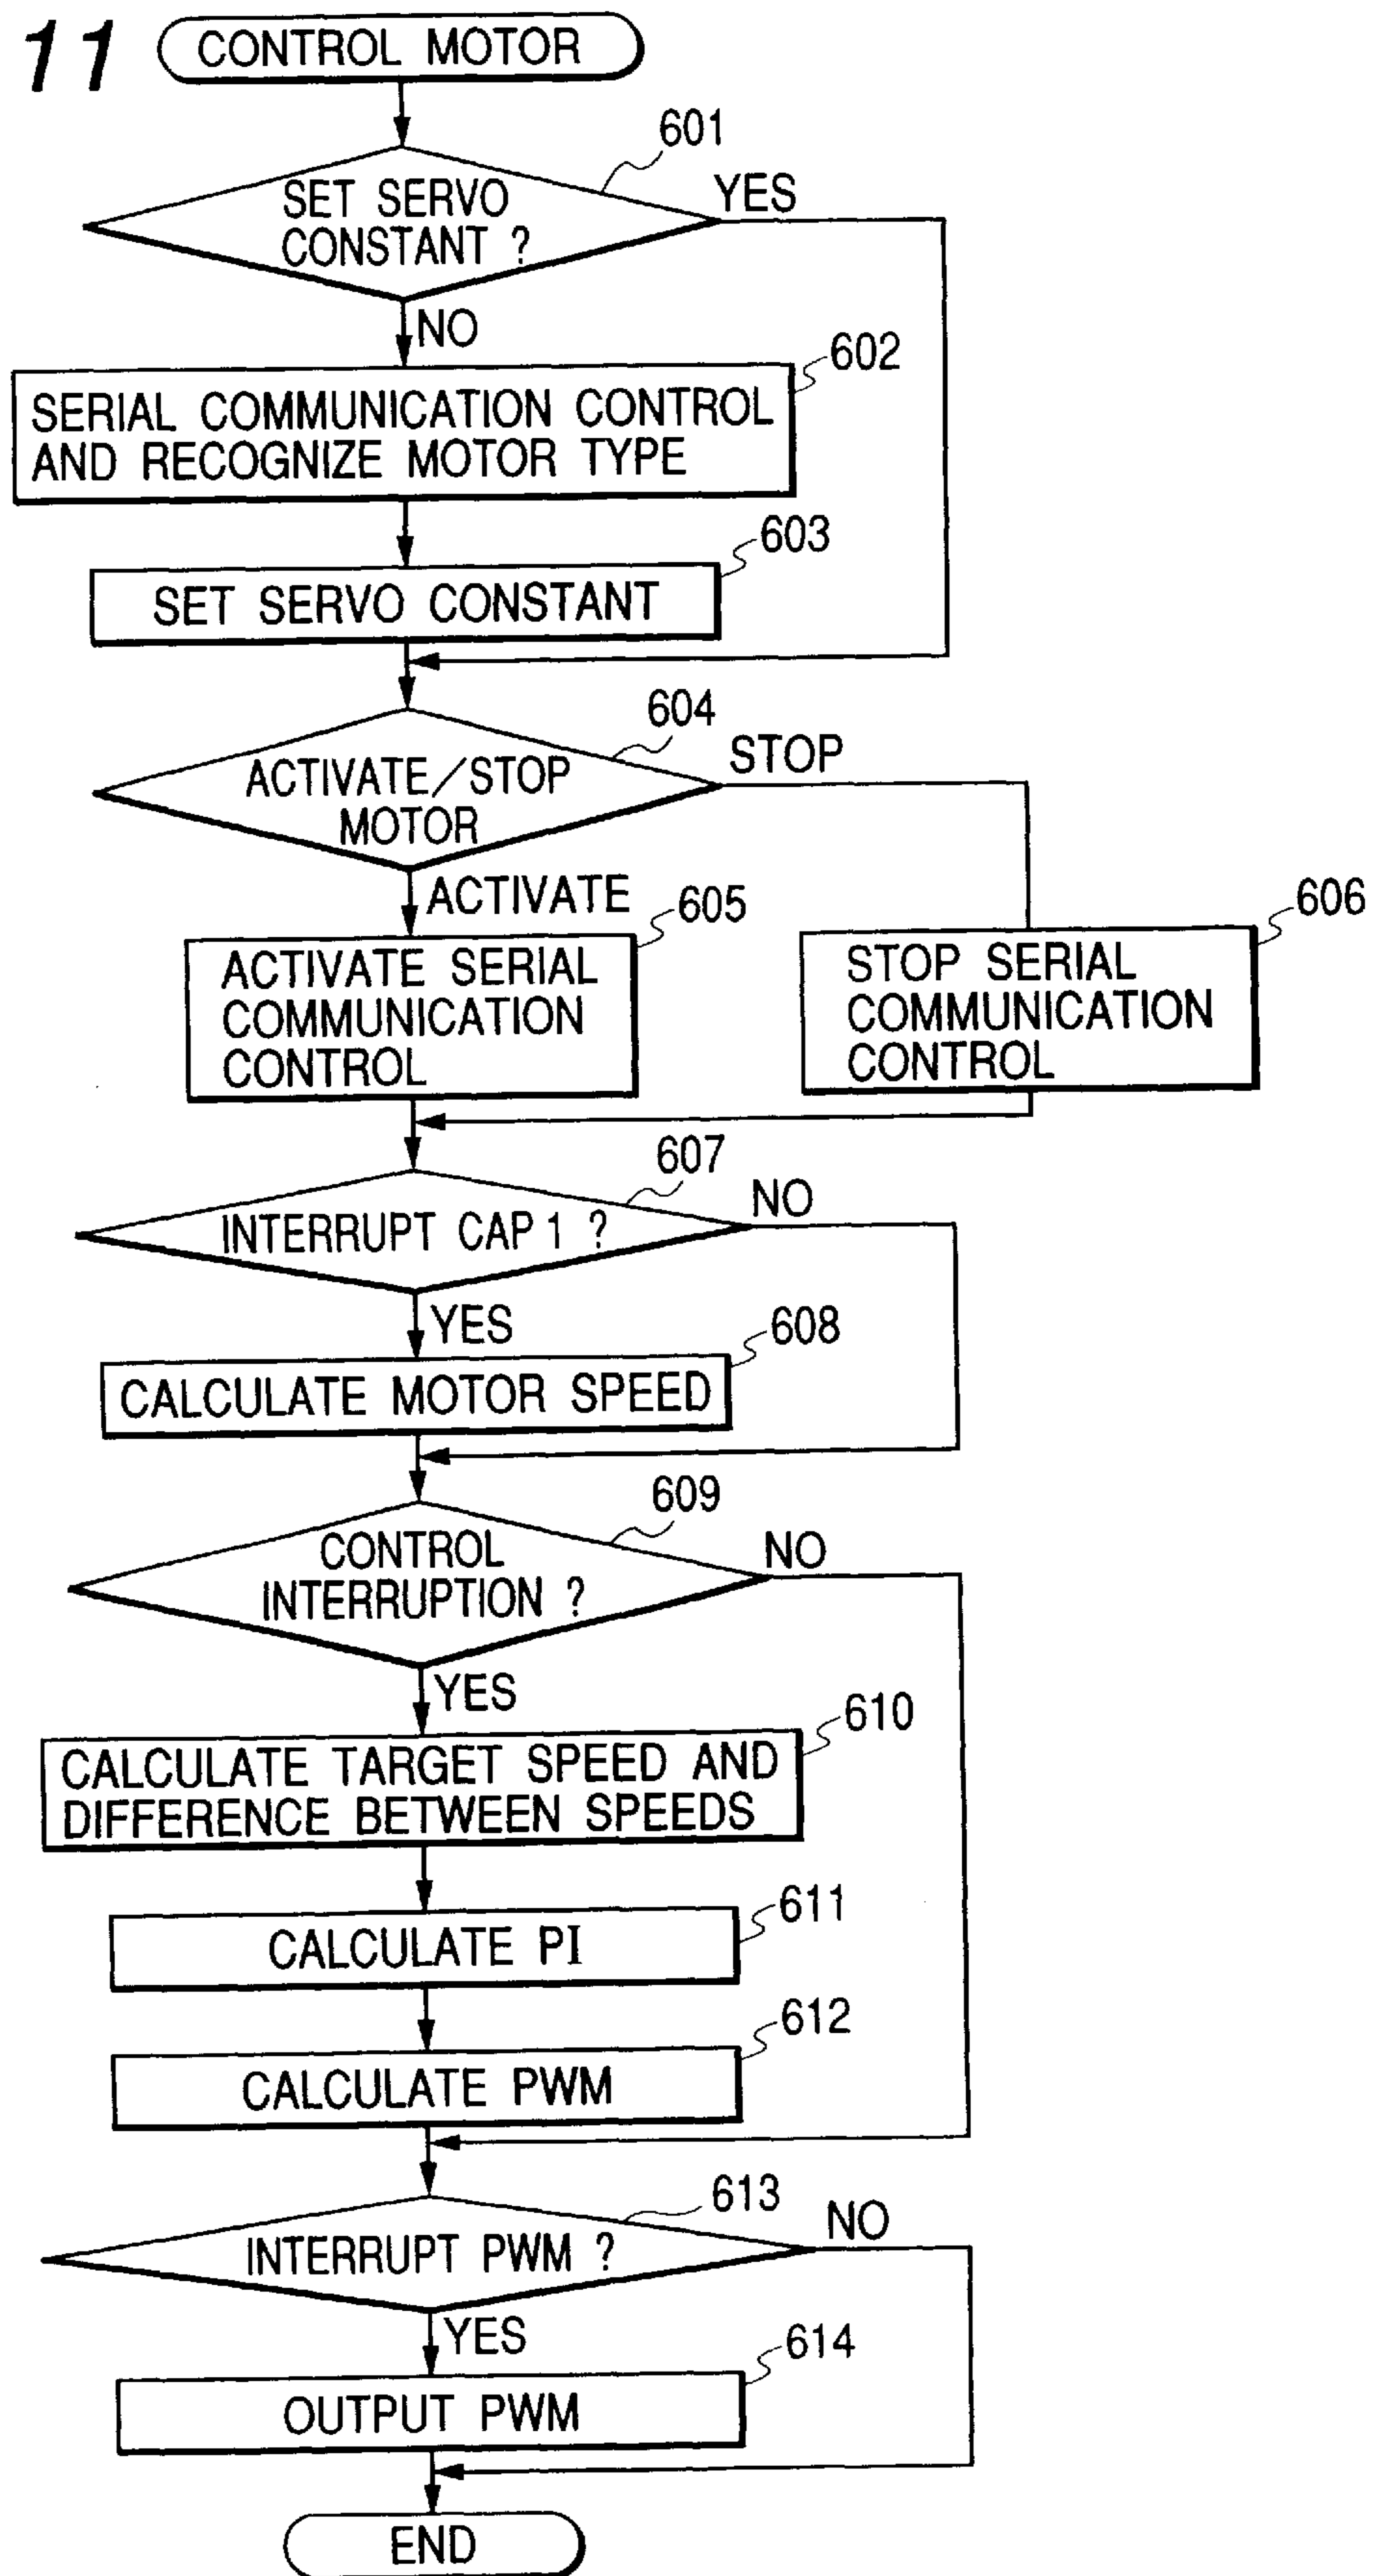 11
CONTROL MOTOR
601
SET SERVO
CONSTANT ?
YES
NO
602
SERIAL COMMUNICATION CONTROL
AND RECOGNIZE MOTOR TYPE
603
SET SERVO CONSTANT
604
ACTIVATE/STOP
MOTOR
STOP
ACTIVATE
605
ACTIVATE SERIAL
COMMUNICATION
CONTROL
606
STOP SERIAL
COMMUNICATION
CONTROL
607
INTERRUPT CAP 1 ?
NO
YES
608
CALCULATE MOTOR SPEED
609
CONTROL
INTERRUPTION ?
NO
YES
610
CALCULATE TARGET SPEED AND
DIFFERENCE BETWEEN SPEEDS
611
CALCULATE PI
612
CALCULATE PWM
613
INTERRUPT PWM ?
NO
YES
614
OUTPUT PWM
END